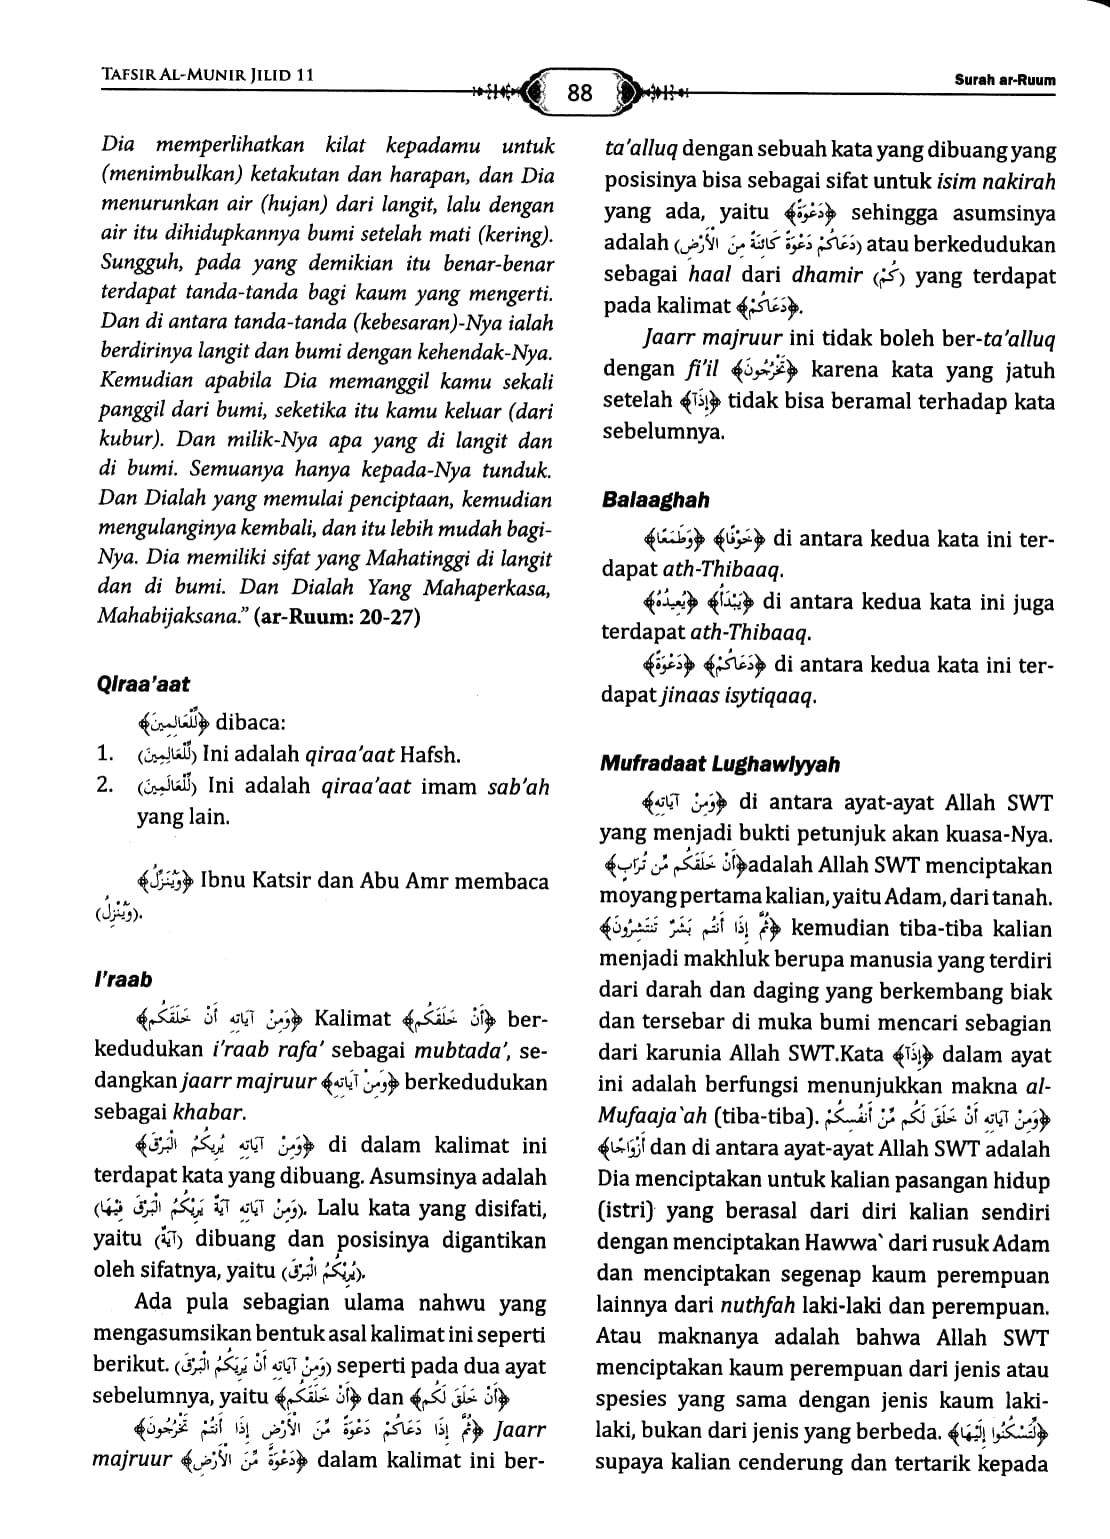 TAFSIR AL-MUNIR JILID 11
88
Surah ar-Ruum
Dia memperlihatkan kilat kepadamu untuk
(menimbulkan) ketakutan dan harapan, dan Dia
menurunkan air (hujan) dari langit, lalu dengan
air itu dihidupkannya bumi setelah mati (kering).
Sungguh, pada yang demikian itu benar-benar
terdapat tanda-tanda bagi kaum yang mengerti.
Dan di antara tanda-tanda (kebesaran)-Nya ialah
berdirinya langit dan bumi dengan kehendak-Nya.
Kemudian apabila Dia memanggil kamu sekali
panggil dari bumi, seketika itu kamu keluar (dari
kubur). Dan milik-Nya apa yang di langit dan
di bumi. Semuanya hanya kepada-Nya tunduk.
Dan Dialah yang memulai penciptaan, kemudian
mengulanginya kembali, dan itu lebih mudah bagi-
Nya. Dia memiliki sifat yang Mahatinggi di langit
dan di bumi. Dan Dialah Yang Mahaperkasa,
Mahabijaksana.” (ar-Ruum: 20-27)
Qiraa’aat
﴿لِّلْعَالِمِينَ﴾ dibaca:
1. (لِّلْعَالِمِينَ) Ini adalah qiraa’aat Hafsh.
2. (لِّلْعَالَمِينَ) Ini adalah qiraa’aat imam sab’ah
yang lain.
﴿وَيُنَزِّلُ﴾ Ibnu Katsir dan Abu Amr membaca
(وَيُنْزِلُ).
I’raab
﴿وَمِنْ آيَاتِهِ أَنْ خَلَقَكُم﴾ Kalimat ﴿أَنْ خَلَقَكُم﴾ ber-
kedudukan i’raab rafa’ sebagai mubtada’, se-
dangkan jaarr majruur ﴿وَمِنْ آيَاتِهِ﴾ berkedudukan
sebagai khabar.
﴿وَمِنْ آيَاتِهِ يُرِيكُمُ الْبَرْقَ﴾ di dalam kalimat ini
terdapat kata yang dibuang. Asumsinya adalah
(وَمِنْ آيَاتِهِ آيَةٌ يُرِيْكُمُ الْبَرْقَ فِيْهَا). Lalu kata yang disifati,
yaitu (آيَةٌ) dibuang dan posisinya digantikan
oleh sifatnya, yaitu (يُرِيْكُمُ الْبَرْقَ).
Ada pula sebagian ulama nahwu yang
mengasumsikan bentuk asal kalimat ini seperti
berikut. (وَمِنْ آيَاتِهِ أَنْ يُرِيَكُمُ الْبَرْقَ) seperti pada dua ayat
sebelumnya, yaitu ﴿أَنْ خَلَقَكُم﴾ dan ﴿أَنْ خَلَقَ لَكُم﴾
﴿ثُمَّ إِذَا دَعَاكُمْ دَعْوَةً مِّنَ الْأَرْضِ إِذَا أَنتُمْ تَخْرُجُونَ﴾ Jaarr
majruur ﴿دَعْوَةً مِّنَ الْأَرْضِ﴾ dalam kalimat ini ber-
ta’alluq dengan sebuah kata yang dibuang yang
posisinya bisa sebagai sifat untuk isim nakirah
yang ada, yaitu ﴿دَعْوَةً﴾ sehingga asumsinya
adalah (دَعَاكُمْ دَعْوَةً كَائِنَةً مِنَ الْأَرْضِ) atau berkedudukan
sebagai haal dari dhamir (كُمْ) yang terdapat
pada kalimat ﴿دَعَاكُمْ﴾.
Jaarr majruur ini tidak boleh ber-ta’alluq
dengan fi’il ﴿تَخْرُجُونَ﴾ karena kata yang jatuh
setelah ﴿إِذَآ﴾ tidak bisa beramal terhadap kata
sebelumnya.
Balaaghah
﴿خَوْفًا﴾ ﴿وَطَمَعًا﴾ di antara kedua kata ini ter-
dapat ath-Thibaaq.
﴿يَبْدَأُ﴾ ﴿يُعِيدُهُ﴾ di antara kedua kata ini juga
terdapat ath-Thibaaq.
﴿دَعَاكُمْ﴾ ﴿دَعْوَةً﴾ di antara kedua kata ini ter-
dapat jinaas isytiqaaq.
Mufradaat Lughawiyyah
﴿وَمِنْ آيَاتِهِ﴾ di antara ayat-ayat Allah SWT
yang menjadi bukti petunjuk akan kuasa-Nya.
﴿أَنْ خَلَقَكُم مِّن تُرَابٍ﴾adalah Allah SWT menciptakan
moyang pertama kalian, yaitu Adam, dari tanah.
﴿ثُمَّ إِذَا أَنتُم بَشَرٌ تَنتَشِرُونَ﴾ kemudian tiba-tiba kalian
menjadi makhluk berupa manusia yang terdiri
dari darah dan daging yang berkembang biak
dan tersebar di muka bumi mencari sebagian
dari karunia Allah SWT.Kata ﴿إِذَآ﴾ dalam ayat
ini adalah berfungsi menunjukkan makna al-
Mufaaja`ah (tiba-tiba). ﴿وَمِنْ آيَاتِهِ أَنْ خَلَقَ لَكُم مِّنْ أَنفُسِكُمْ
أَزْوَاجًا﴾ dan di antara ayat-ayat Allah SWT adalah
Dia menciptakan untuk kalian pasangan hidup
(istri) yang berasal dari diri kalian sendiri
dengan menciptakan Hawwa` dari rusuk Adam
dan menciptakan segenap kaum perempuan
lainnya dari nuthfah laki-laki dan perempuan.
Atau maknanya adalah bahwa Allah SWT
menciptakan kaum perempuan dari jenis atau
spesies yang sama dengan jenis kaum laki-
laki, bukan dari jenis yang berbeda. ﴿لِّتَسْكُنُوا إِلَيْهَا﴾
supaya kalian cenderung dan tertarik kepada